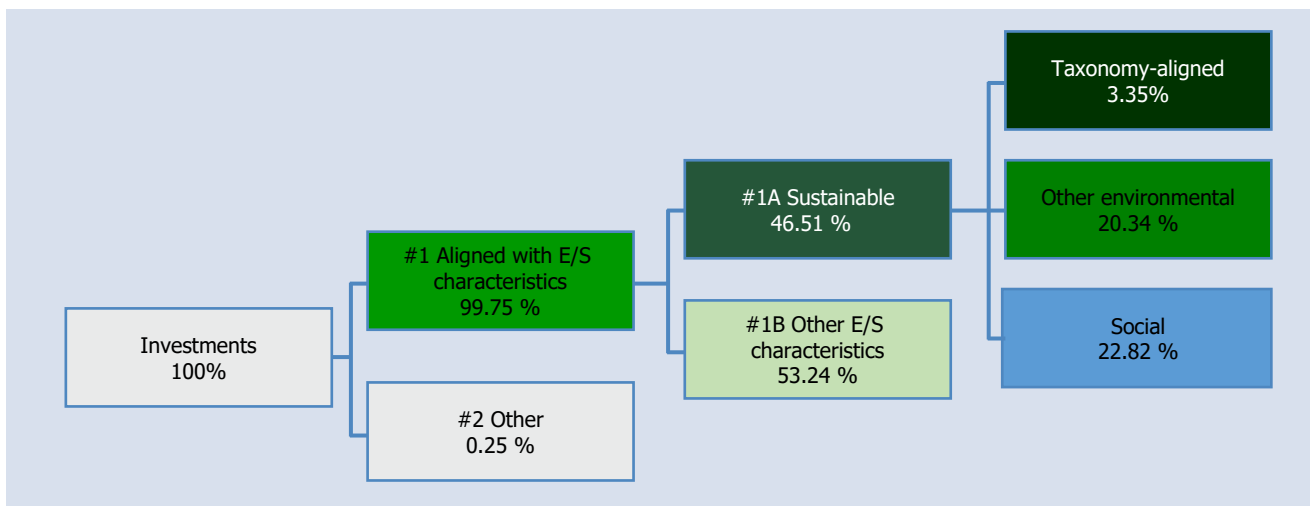 Investments
100%
#1 Aligned with E/S
characteristics
99.75 %
#2 Other
0.25 %
#1A Sustainable
46.51 %
#1B Other E/S
characteristics
53.24 %
Taxonomy-aligned
3.35%
Other environmental
20.34 %
Social
22.82 %